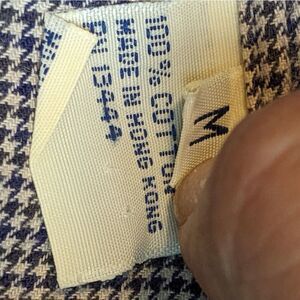 100% COTTON
MADE IN HONG KONG
RN 13444
M